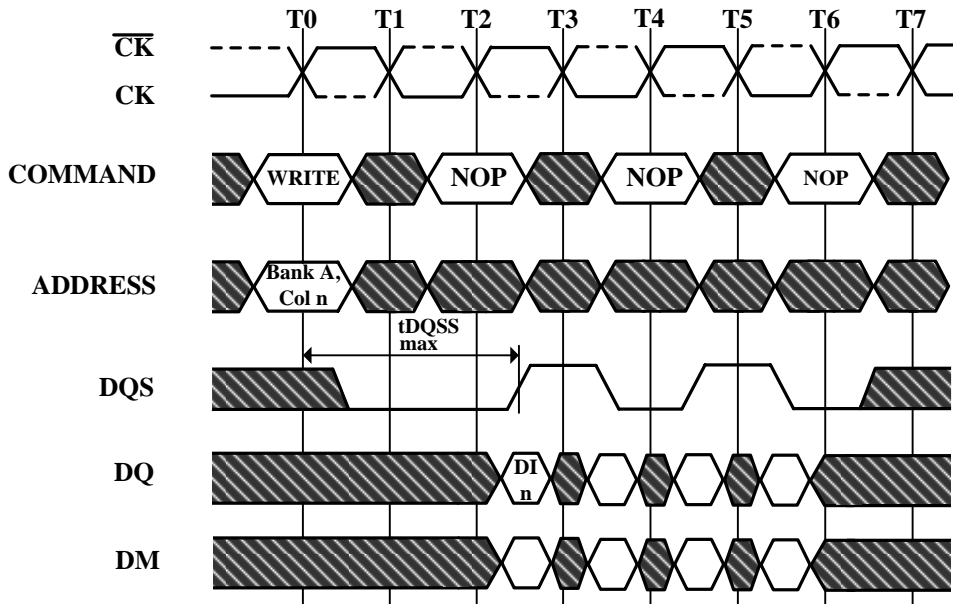 T0 T1 T2 T3 T4 T5 T6 T7
CK
CK
COMMAND WRITE NOP NOP NOP
ADDRESS Bank A,
Col n
tDQSS
max
DQS
DQ DI
n
DM